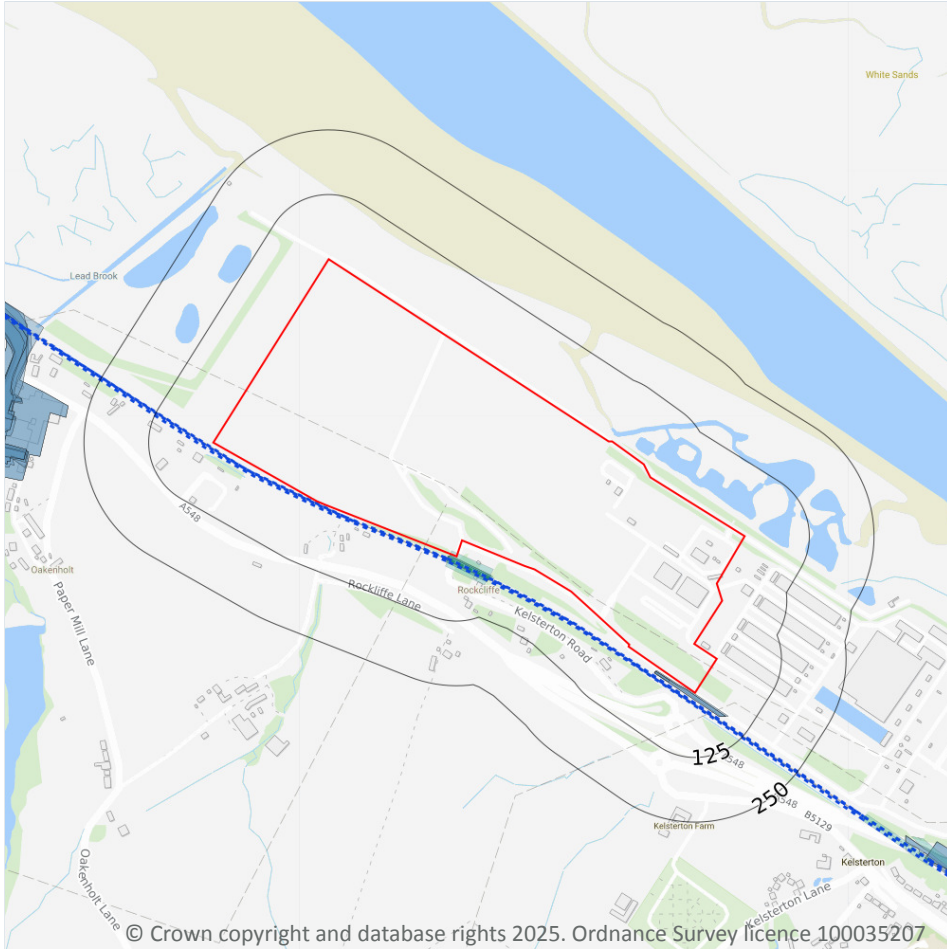 White Sands
Lead Brook
A548
Oakenholt
Rockliffe Lane
Rockcliffe
Paper Mill Lane
Kelsterton Road
125
A548
250
A548
B5129
Kelsterton Farm
Kelsterton
Oakenholt Lane
Kelsterton Lane
© Crown copyright and database rights 2025. Ordnance Survey licence 100035207